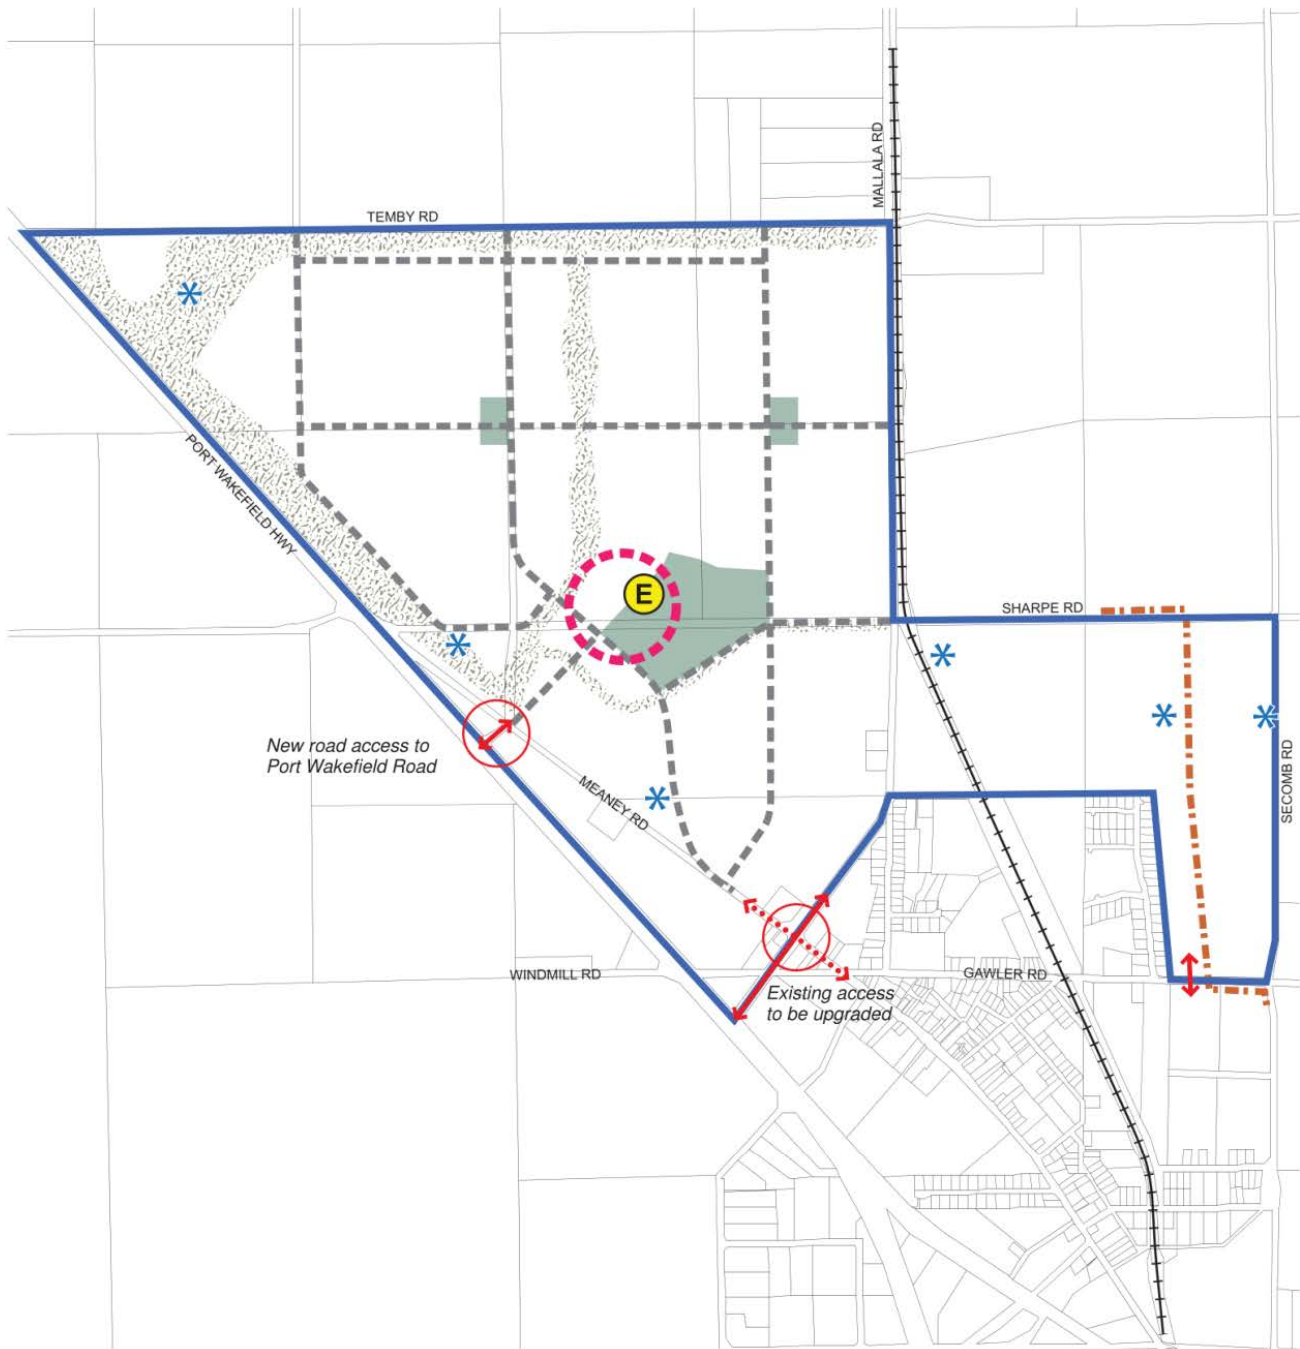 TEMBY RD
MALLALA RD
PORT WAKEFIELD HWY
E
SHARPE RD
New road access to
Port Wakefield Road
MEANEY RD
SECOMB RD
WINDMILL RD
GAWLER RD
Existing access
to be upgraded